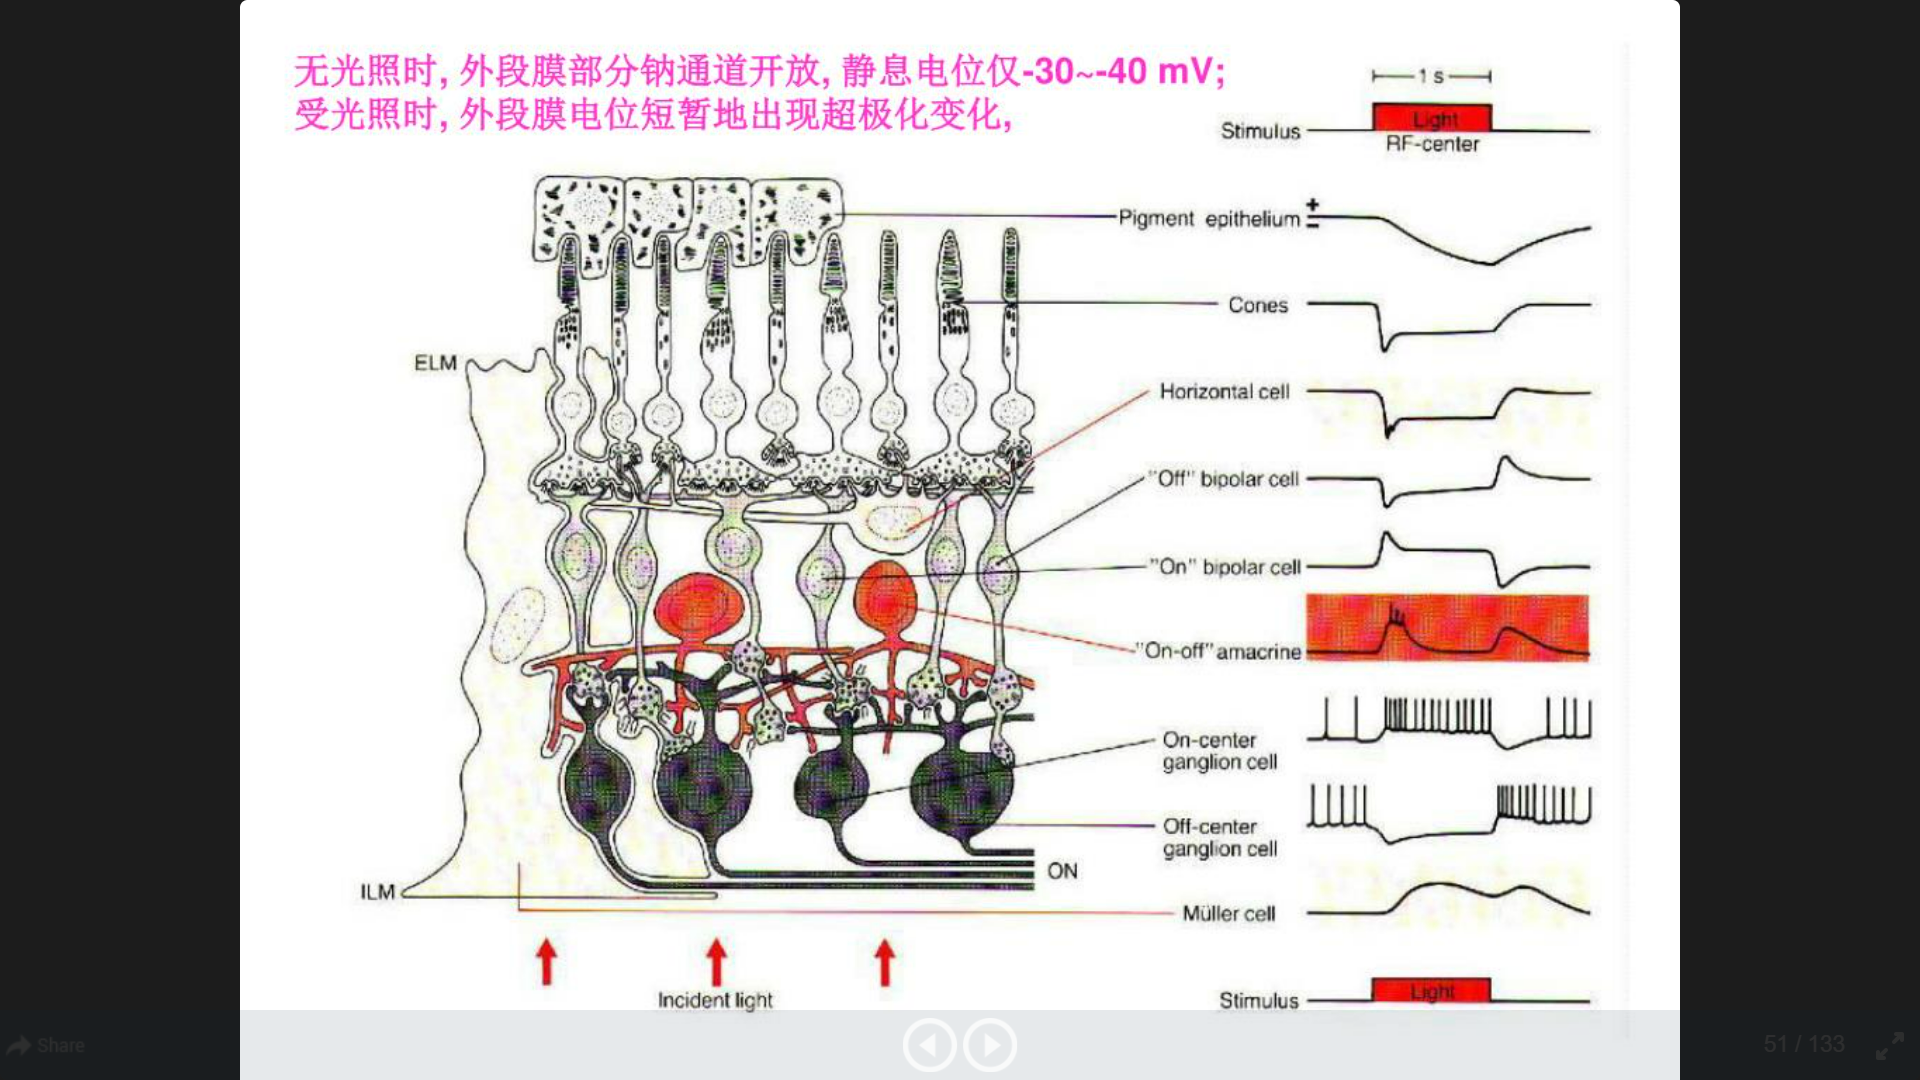 无光照时, 外段膜部分钠通道开放, 静息电位仅-30~-40 mV;
受光照时, 外段膜电位短暂地出现超极化变化,
1 s
Stimulus
Light
RF-center
Pigment epithelium
+
−
Cones
ELM
Horizontal cell
"Off" bipolar cell
"On" bipolar cell
"On-off" amacrine
On-center
ganglion cell
Off-center
ganglion cell
ON
ILM
Müller cell
Incident light
Stimulus
Light
Share
51 / 133